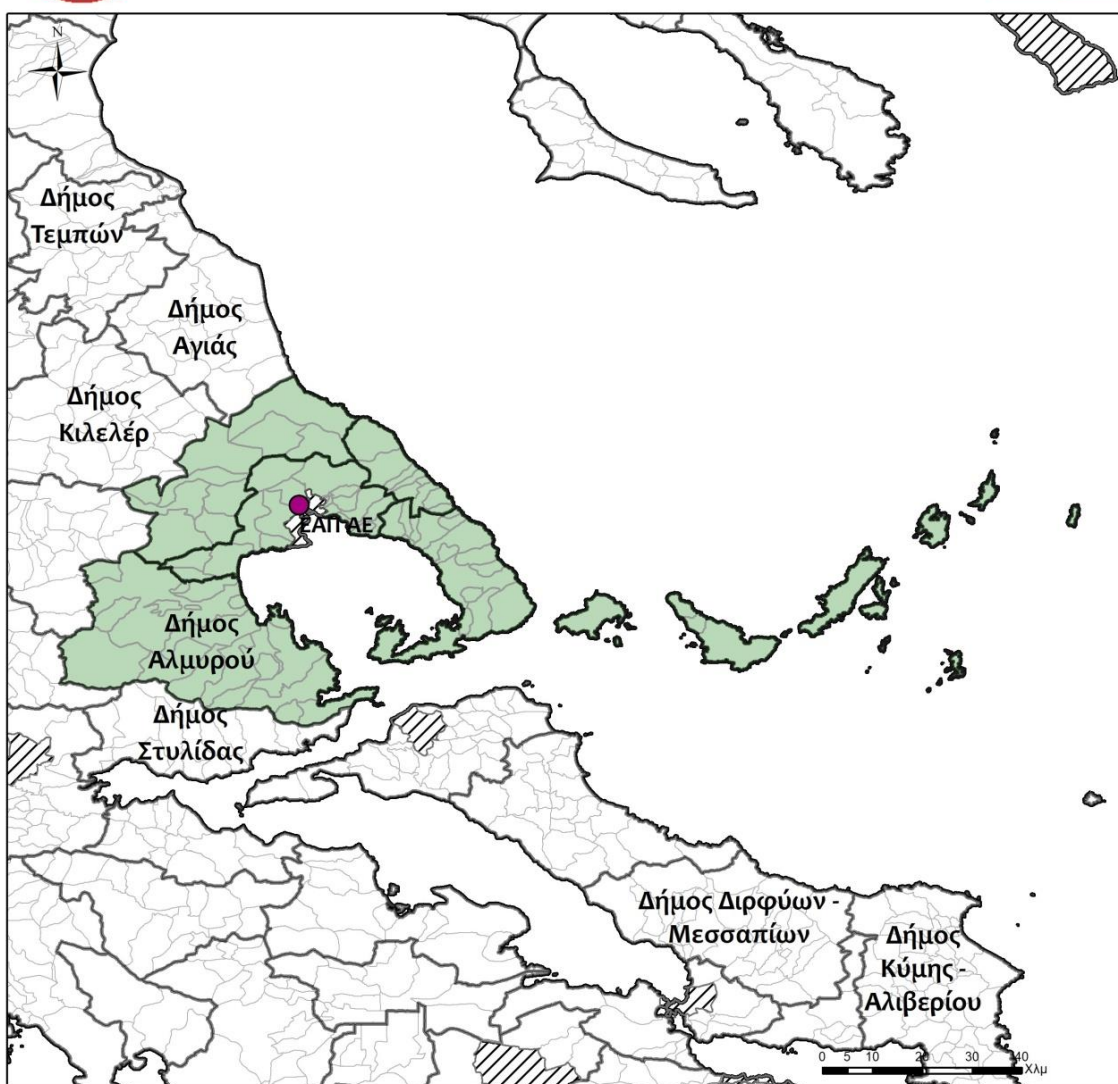 N
Δήμος
Τεμπών
Δήμος
Αγιάς
Δήμος
Κιλελέρ
ΣΑΠ ΑΕ
Δήμος
Αλμυρού
Δήμος
Στυλίδας
Δήμος Διρφύων -
Μεσσαπίων
Δήμος
Κύμης -
Αλιβερίου
0 5 10 20 30 40
Χλμ